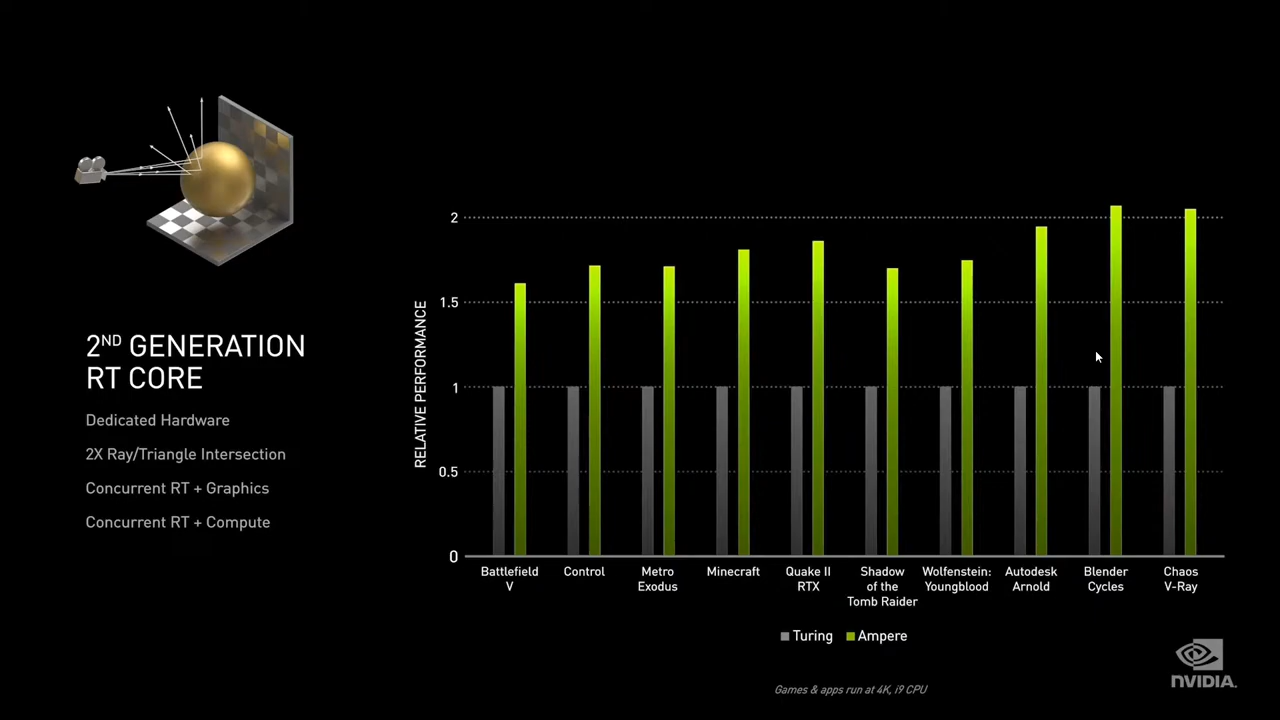 2ND GENERATION
RT CORE
Dedicated Hardware
2X Ray/Triangle Intersection
Concurrent RT + Graphics
Concurrent RT + Compute
RELATIVE PERFORMANCE
2
1.5
1
0.5
0
Battlefield
V
Control
Metro
Exodus
Minecraft
Quake II
RTX
Shadow
of the
Tomb Raider
Wolfenstein:
Youngblood
Autodesk
Arnold
Blender
Cycles
Chaos
V-Ray
Turing
Ampere
Games & apps run at 4K, i9 CPU
NVIDIA.